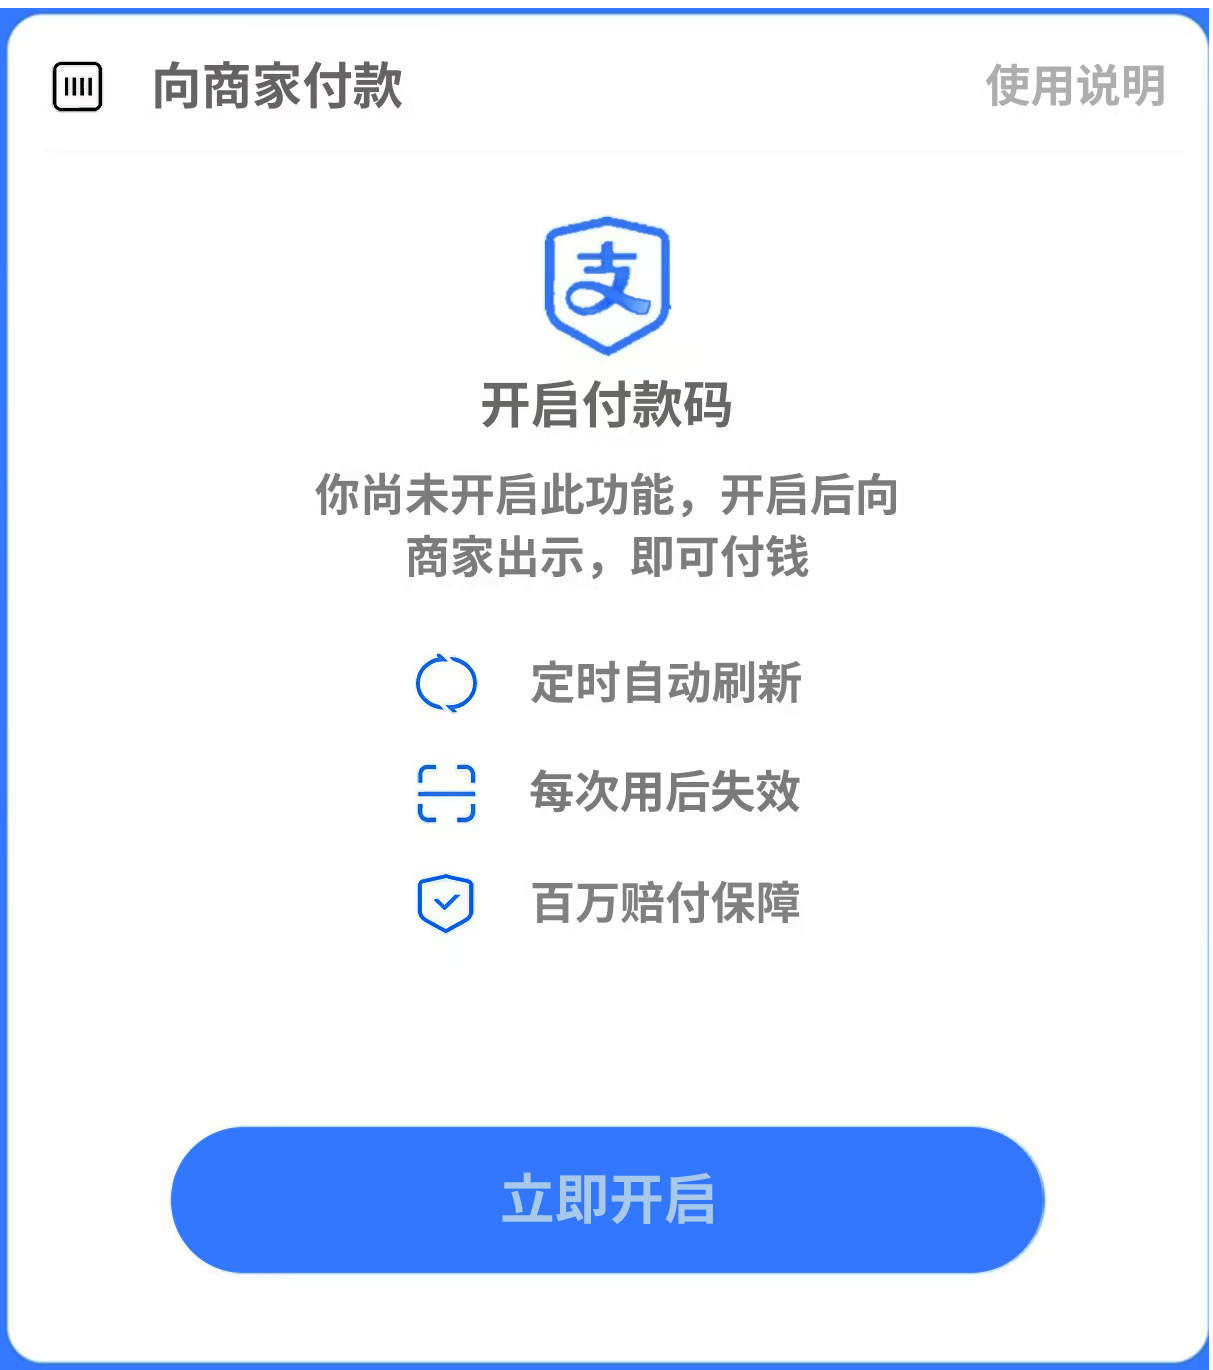 向商家付款
使用说明
支
开启付款码
你尚未开启此功能，开启后向
商家出示，即可付钱
定时自动刷新
每次用后失效
百万赔付保障
立即开启